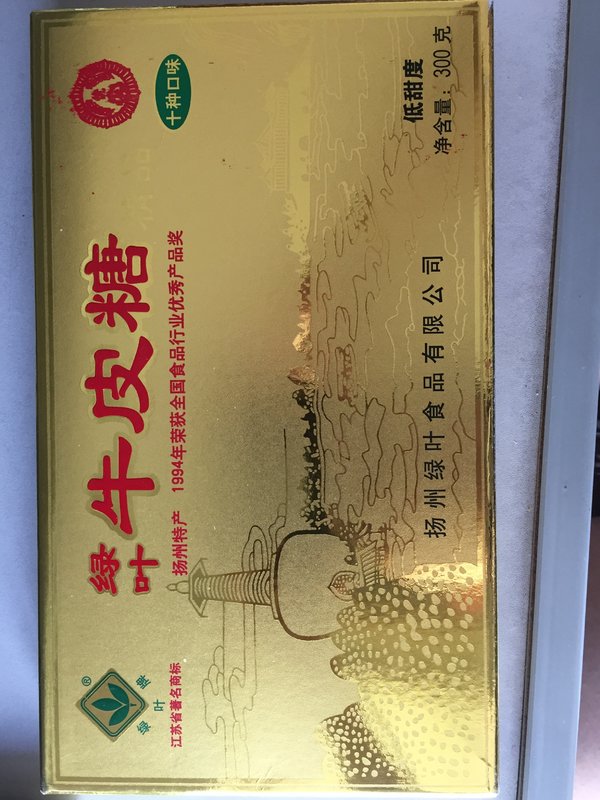 十种口味
绿叶
牛皮糖
扬州特产 1994年荣获全国食品行业优秀产品奖
®
绿叶牌
江苏省著名商标
低甜度
净含量：300克
扬州绿叶食品有限公司